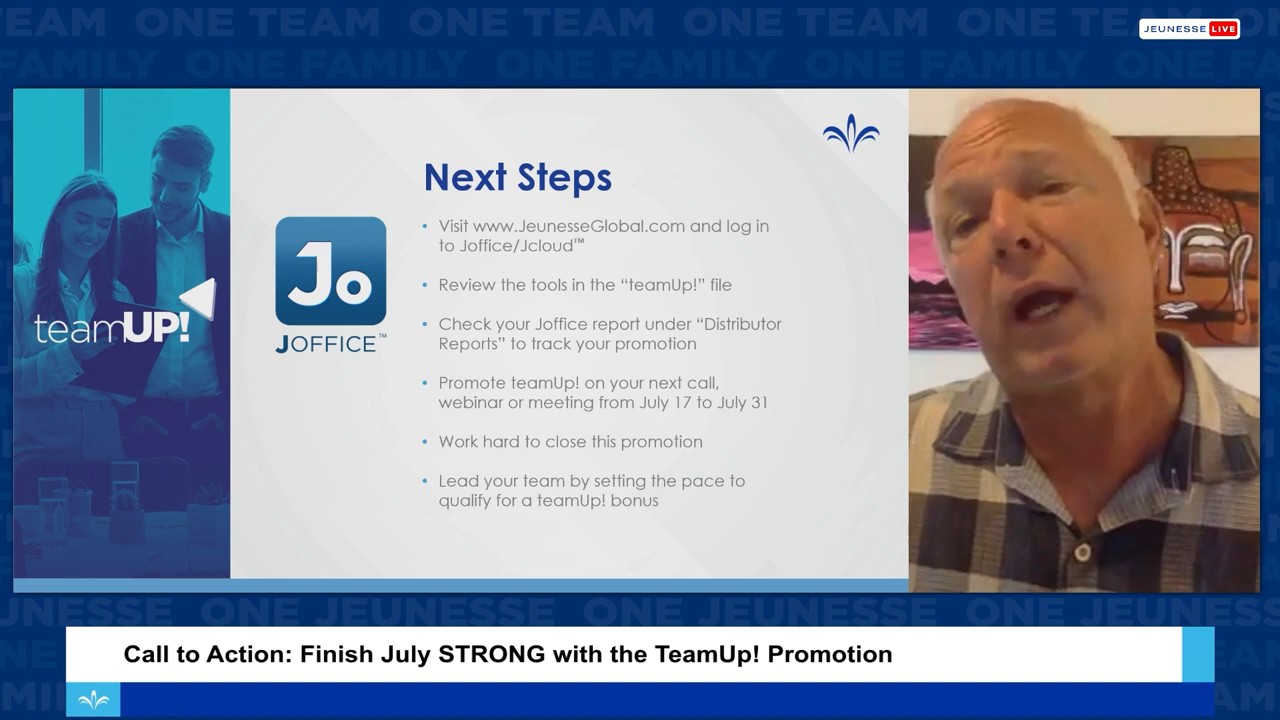 TEAM ONE TEAM ONE TEAM ONE TEAM
FAMILY ONE FAMILY ONE FAMILY ONE FA
JEUNESSE LIVE
Next Steps
• Visit www.JeunesseGlobal.com and log in
to Joffice/Jcloud™
• Review the tools in the “teamUp!” file
• Check your Joffice report under “Distributor
Reports” to track your promotion
• Promote teamUp! on your next call,
webinar or meeting from July 17 to July 31
• Work hard to close this promotion
• Lead your team by setting the pace to
qualify for a teamUp! bonus
Jo
JOFFICE™
teamUP!
UNESSE ONE JEUNESSE ONE JEUNESSE ONE JEUNESSE
Call to Action: Finish July STRONG with the TeamUp! Promotion